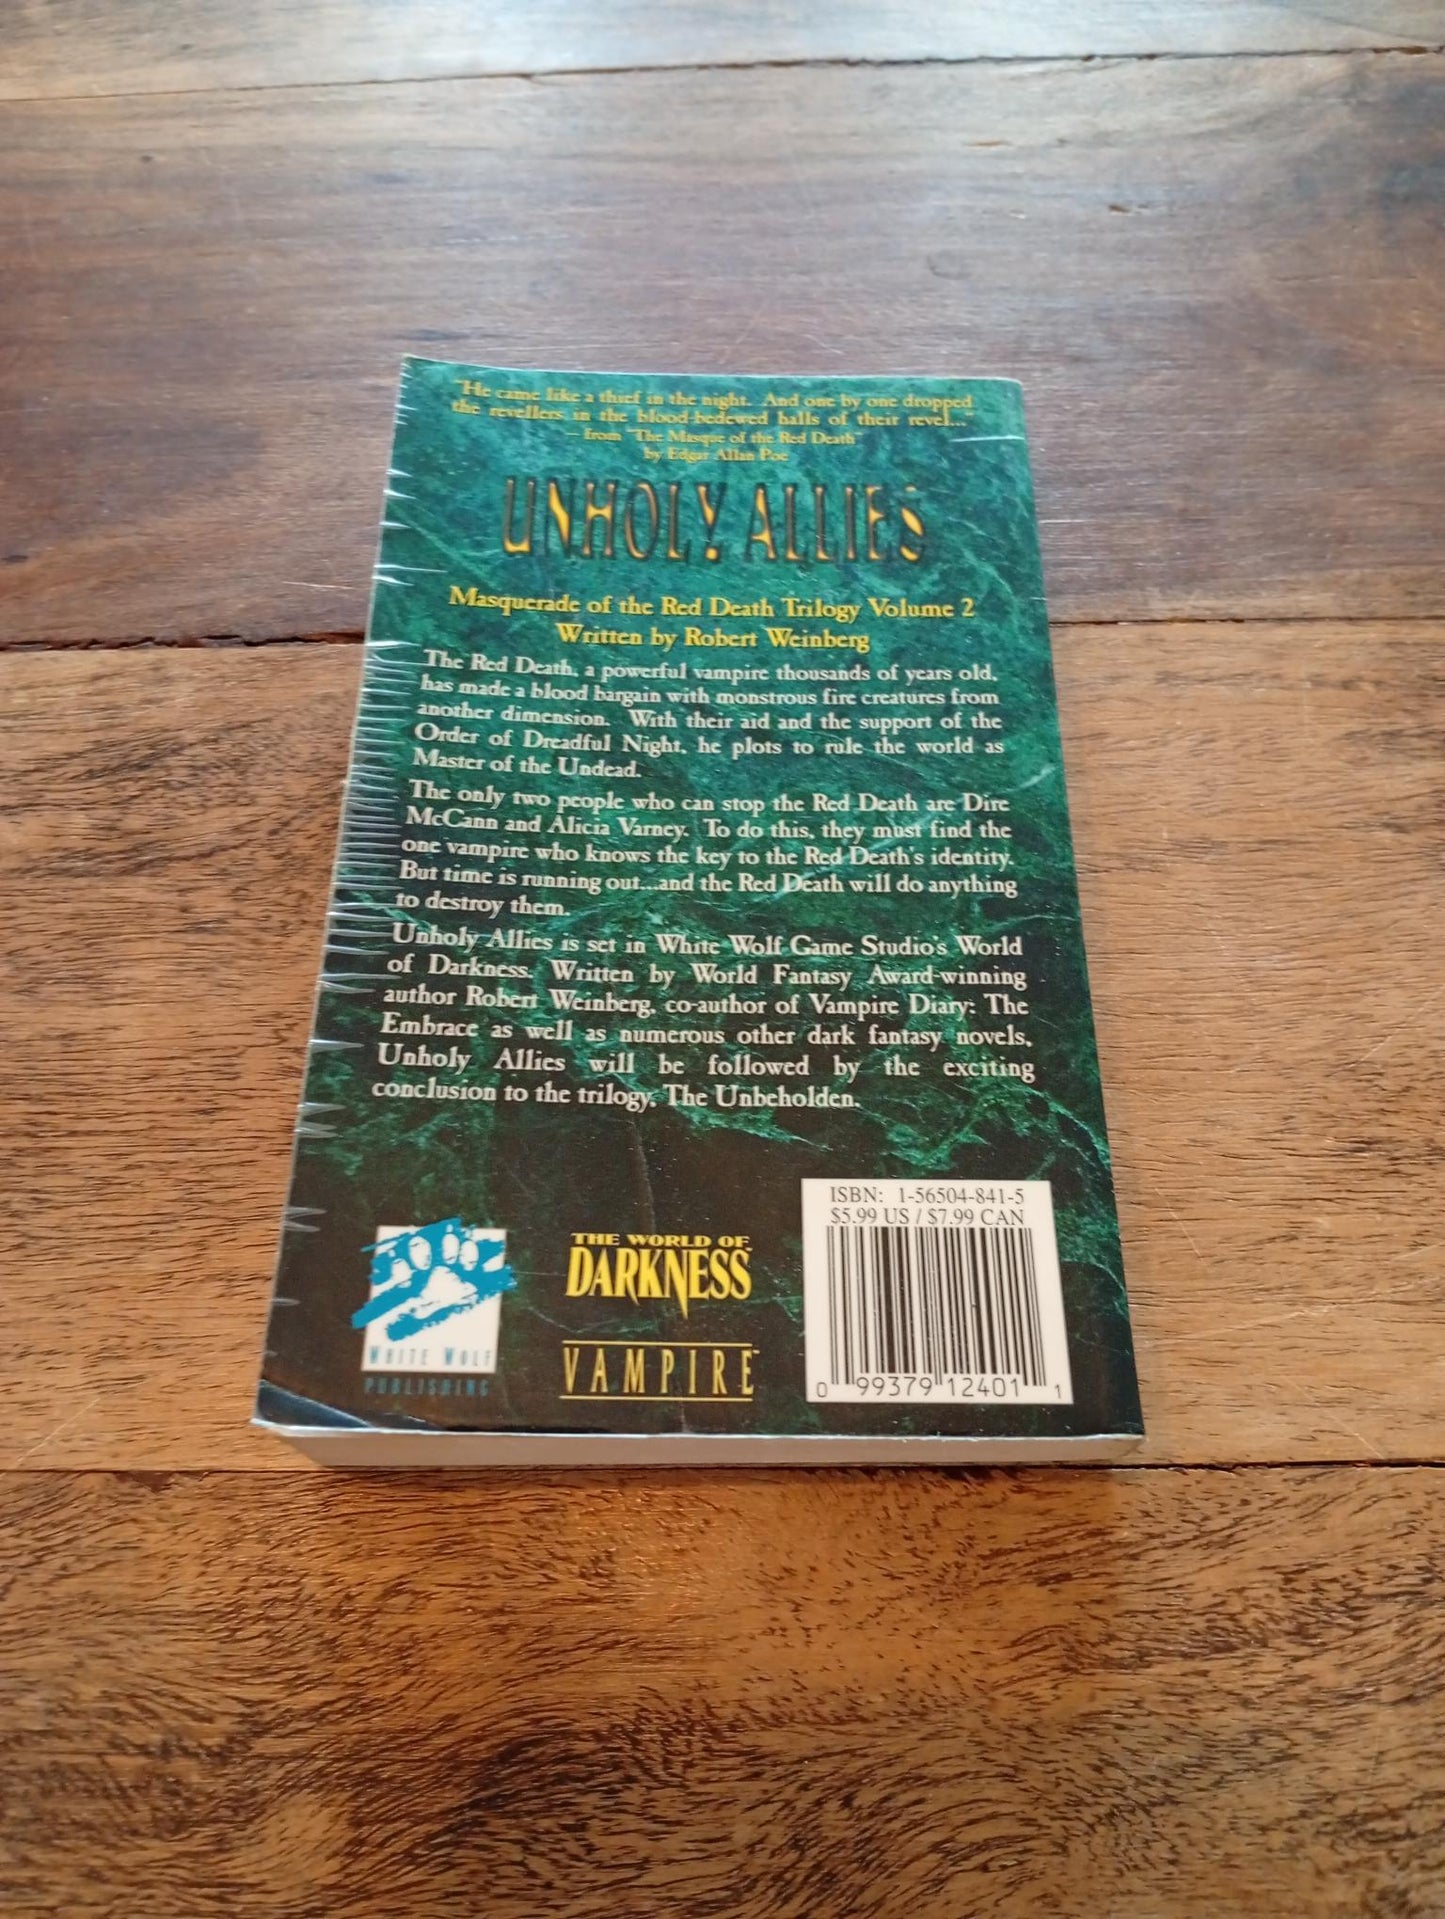 "He came like a thief in the night. And one by one dropped
the revellers in the blood-bedewed halls of their revel..."
— from "The Masque of the Red Death"
by Edgar Allan Poe
UNHOLY ALLIES
Masquerade of the Red Death Trilogy Volume 2
Written by Robert Weinberg
The Red Death, a powerful vampire thousands of years old,
has made a blood bargain with monstrous fire creatures from
another dimension. With their aid and the support of the
Order of Dreadful Night, he plots to rule the world as
Master of the Undead.
The only two people who can stop the Red Death are Dire
McCann and Alicia Varney. To do this, they must find the
one vampire who knows the key to the Red Death's identity.
But time is running out...and the Red Death will do anything
to destroy them.
Unholy Allies is set in White Wolf Game Studio's World
of Darkness. Written by World Fantasy Award-winning
author Robert Weinberg, co-author of Vampire Diary: The
Embrace as well as numerous other dark fantasy novels,
Unholy Allies will be followed by the exciting
conclusion to the trilogy, The Unbeholden.
ISBN: 1-56504-841-5
$5.99 US / $7.99 CAN
0 99379 12401 1
THE WORLD OF
DARKNESS™
VAMPIRE™
WHITE WOLF
PUBLISHING